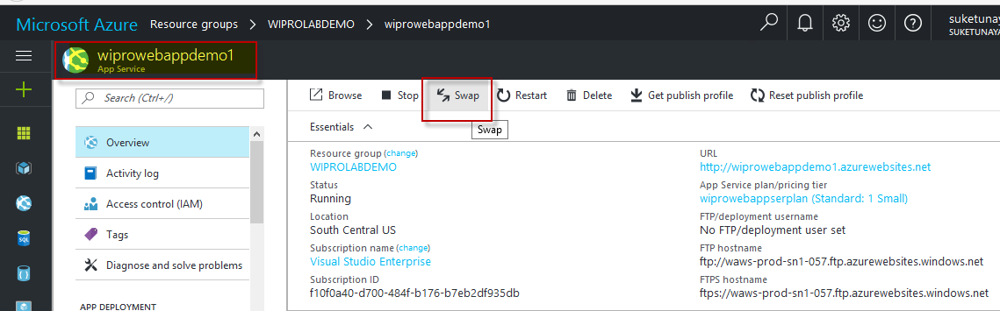 Microsoft Azure Resource groups > WIPROLABDEMO > wiprowebappdemo1
suketunaya
SUKETUNAYA
wiprowebappdemo1
App Service
Search (Ctrl+/)
Browse Stop Swap Restart Delete Get publish profile Reset publish profile
Essentials
Swap
Overview
Activity log
Access control (IAM)
Tags
Diagnose and solve problems
APP DEPLOYMENT
Resource group (change)
WIPROLABDEMO
Status
Running
Location
South Central US
Subscription name (change)
Visual Studio Enterprise
Subscription ID
f10f0a40-d700-484f-b176-b7eb2df935db
URL
http://wiprowebappdemo1.azurewebsites.net
App Service plan/pricing tier
wiprowebappserplan (Standard: 1 Small)
FTP/deployment username
No FTP/deployment user set
FTP hostname
ftp://waws-prod-sn1-057.ftp.azurewebsites.windows.net
FTPS hostname
ftps://waws-prod-sn1-057.ftp.azurewebsites.windows.net
SQL